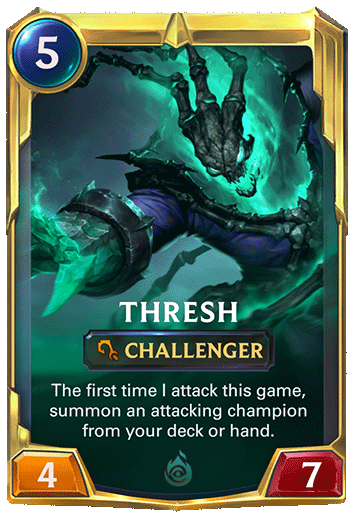 5
THRESH
CHALLENGER
The first time I attack this game,
summon an attacking champion
from your deck or hand.
4
7